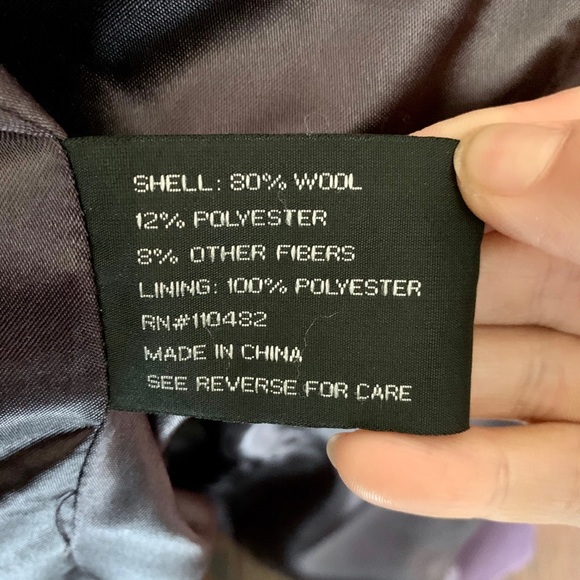 SHELL: 80% WOOL
12% POLYESTER
8% OTHER FIBERS
LINING: 100% POLYESTER
RN#110482
MADE IN CHINA
SEE REVERSE FOR CARE